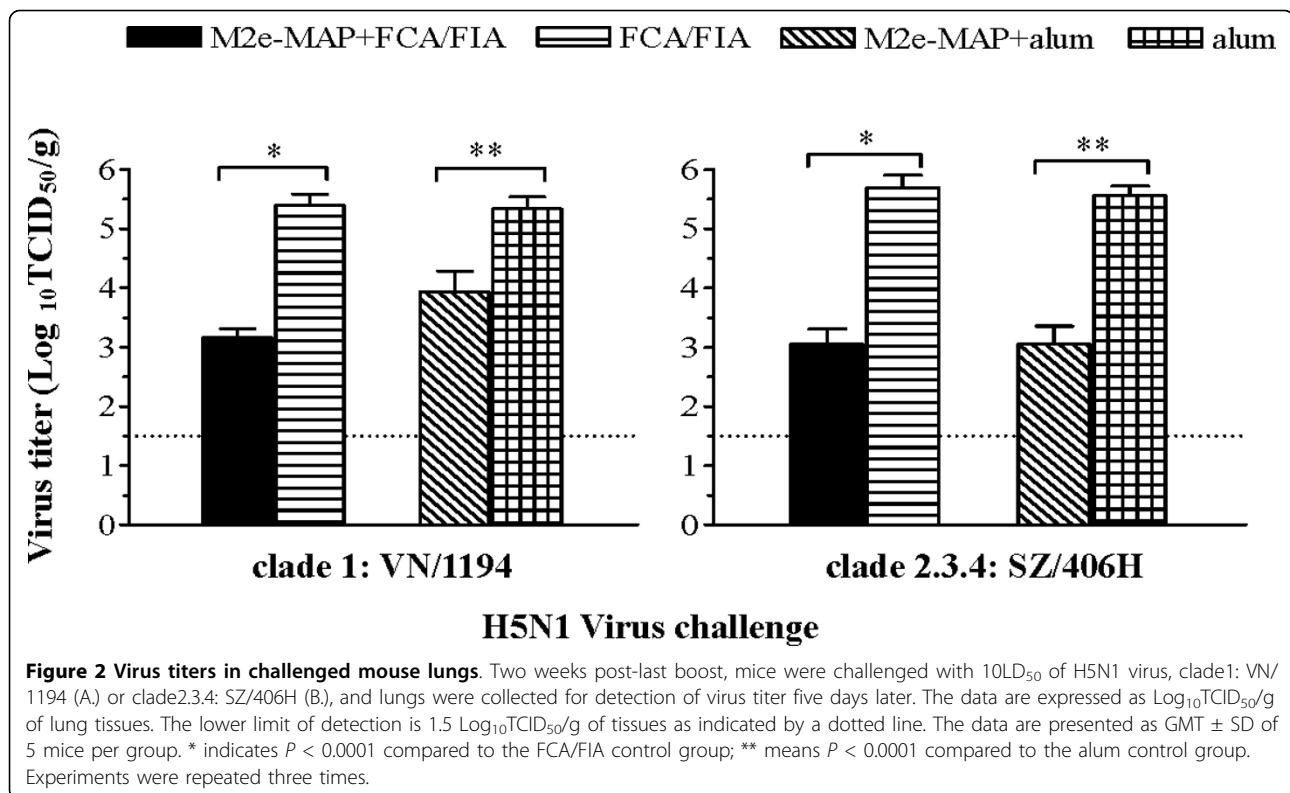 M2e-MAP+FCA/FIA FCA/FIA M2e-MAP+alum alum
Virus titer (Log 10TCID50/g)
6
5
4
3
2
1
0
* **
clade 1: VN/1194
6
5
4
3
2
1
0
* **
clade 2.3.4: SZ/406H
H5N1 Virus challenge
Figure 2 Virus titers in challenged mouse lungs. Two weeks post-last boost, mice were challenged with 10LD50 of H5N1 virus, clade1: VN/
1194 (A.) or clade2.3.4: SZ/406H (B.), and lungs were collected for detection of virus titer five days later. The data are expressed as Log10TCID50/g
of lung tissues. The lower limit of detection is 1.5 Log10TCID50/g of tissues as indicated by a dotted line. The data are presented as GMT ± SD of
5 mice per group. * indicates P < 0.0001 compared to the FCA/FIA control group; ** means P < 0.0001 compared to the alum control group.
Experiments were repeated three times.